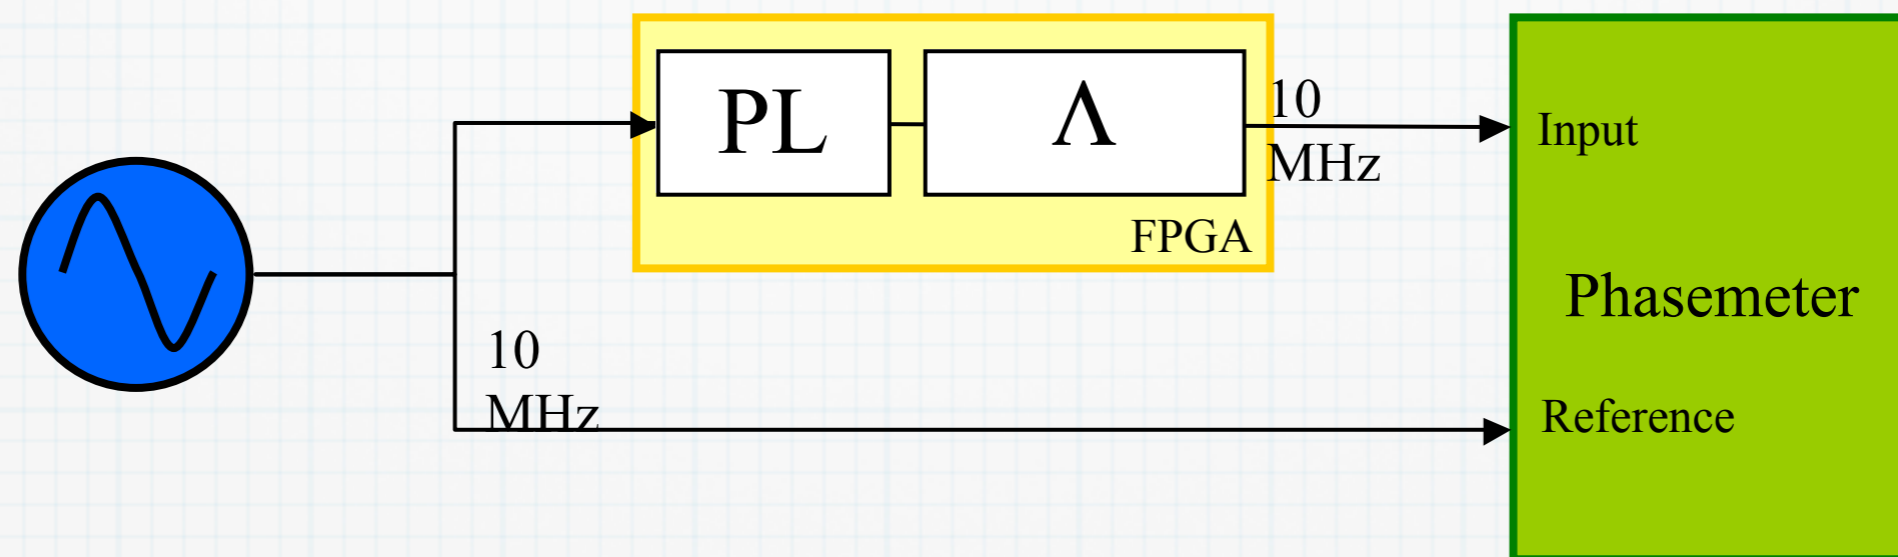 PL
Λ
10
MHz
FPGA
Input
Phasemeter
10
MHz
Reference